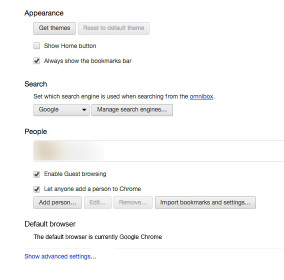 Appearance
Get themes Reset to default theme
Show Home button
Always show the bookmarks bar
Search
Set which search engine is used when searching from the omnibox.
Google Manage search engines...
People
Enable Guest browsing
Let anyone add a person to Chrome
Add person... Edit... Remove... Import bookmarks and settings...
Default browser
The default browser is currently Google Chrome
Show advanced settings...